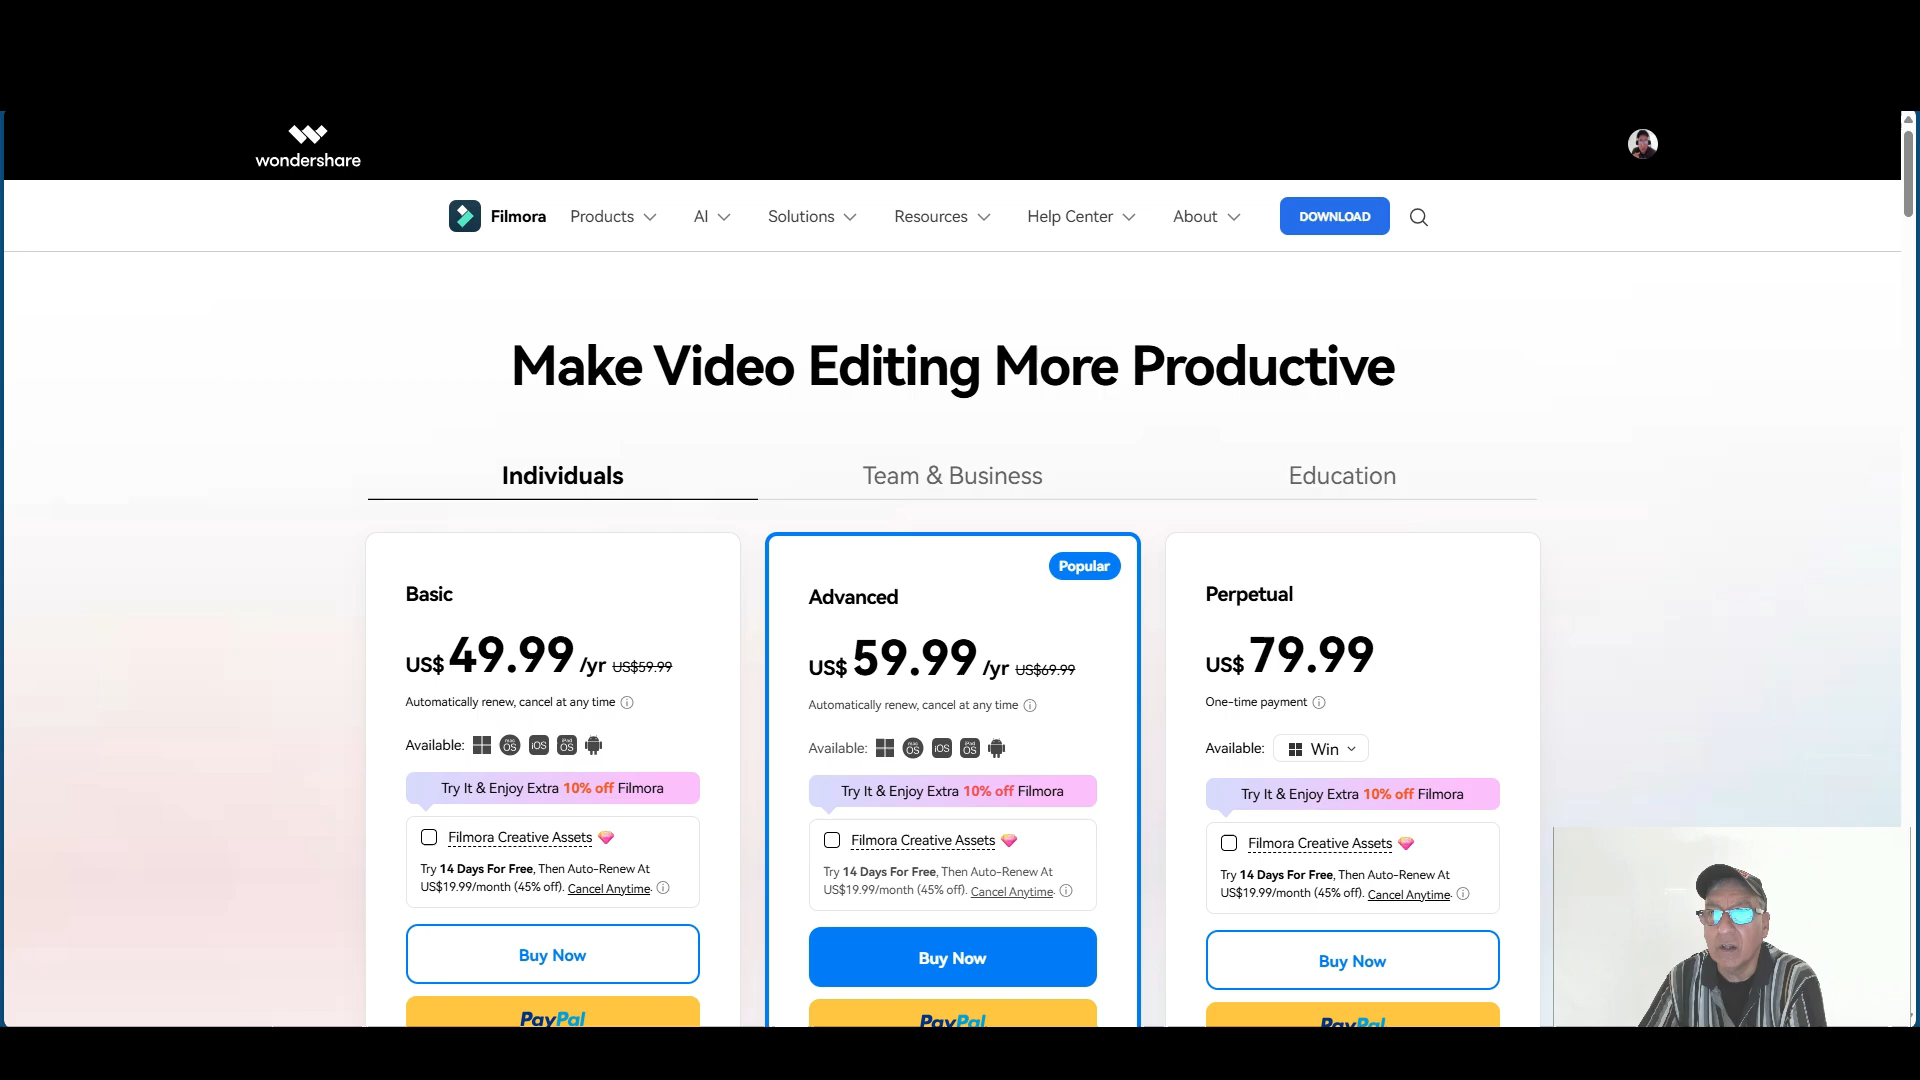 wondershare
Filmora Products AI Solutions Resources Help Center About DOWNLOAD
Make Video Editing More Productive
Individuals Team & Business Education
Basic
US$ 49.99 /yr US$59.99
Automatically renew, cancel at any time
Available:
Try It & Enjoy Extra 10% off Filmora
Filmora Creative Assets
Try 14 Days For Free, Then Auto-Renew At
US$19.99/month (45% off). Cancel Anytime.
Buy Now
PayPal
Popular
Advanced
US$ 59.99 /yr US$69.99
Automatically renew, cancel at any time
Available:
Try It & Enjoy Extra 10% off Filmora
Filmora Creative Assets
Try 14 Days For Free, Then Auto-Renew At
US$19.99/month (45% off). Cancel Anytime.
Buy Now
PayPal
Perpetual
US$ 79.99
One-time payment
Available: Win
Try It & Enjoy Extra 10% off Filmora
Filmora Creative Assets
Try 14 Days For Free, Then Auto-Renew At
US$19.99/month (45% off). Cancel Anytime.
Buy Now
PayPal